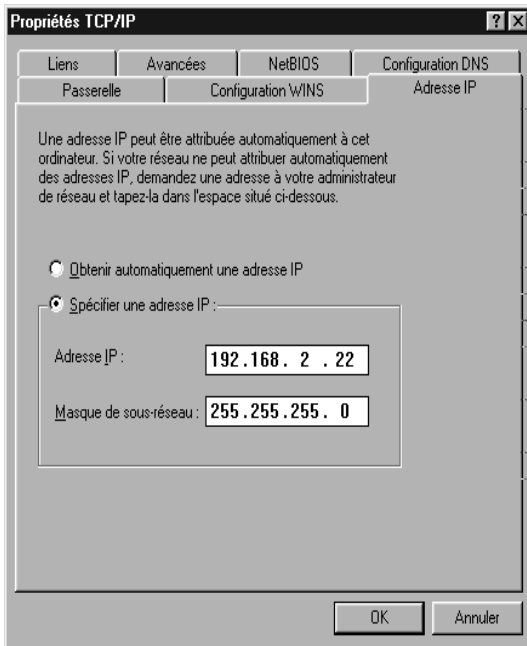 Propriétés TCP/IP
? X
Liens Avancées NetBIOS Configuration DNS
Passerelle Configuration WINS Adresse IP
Une adresse IP peut être attribuée automatiquement à cet
ordinateur. Si votre réseau ne peut attribuer automatiquement
des adresses IP, demandez une adresse à votre administrateur
de réseau et tapez-la dans l'espace situé ci-dessous.
Obtenir automatiquement une adresse IP
Spécifier une adresse IP :
Adresse IP : 192.168. 2 .22
Masque de sous-réseau : 255.255.255. 0
OK Annuler